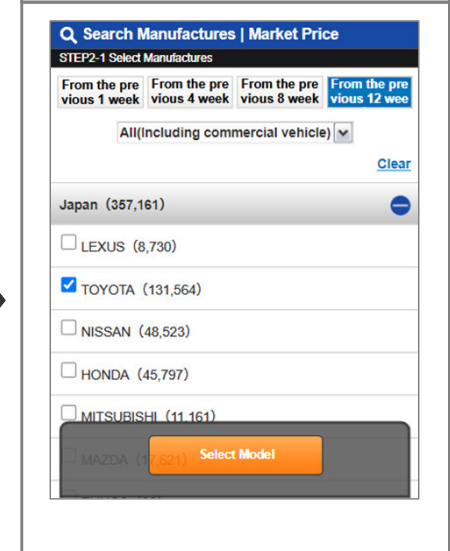 Search Manufactures | Market Price
STEP2-1 Select Manufactures
From the pre From the pre From the pre From the pre
vious 1 week vious 4 week vious 8 week vious 12 wee
All(Including commercial vehicle)
Clear
Japan (357,161)
LEXUS (8,730)
TOYOTA (131,564)
NISSAN (48,523)
HONDA (45,797)
MITSUBISHI (11,161)
MAZDA (17,621)
Select Model